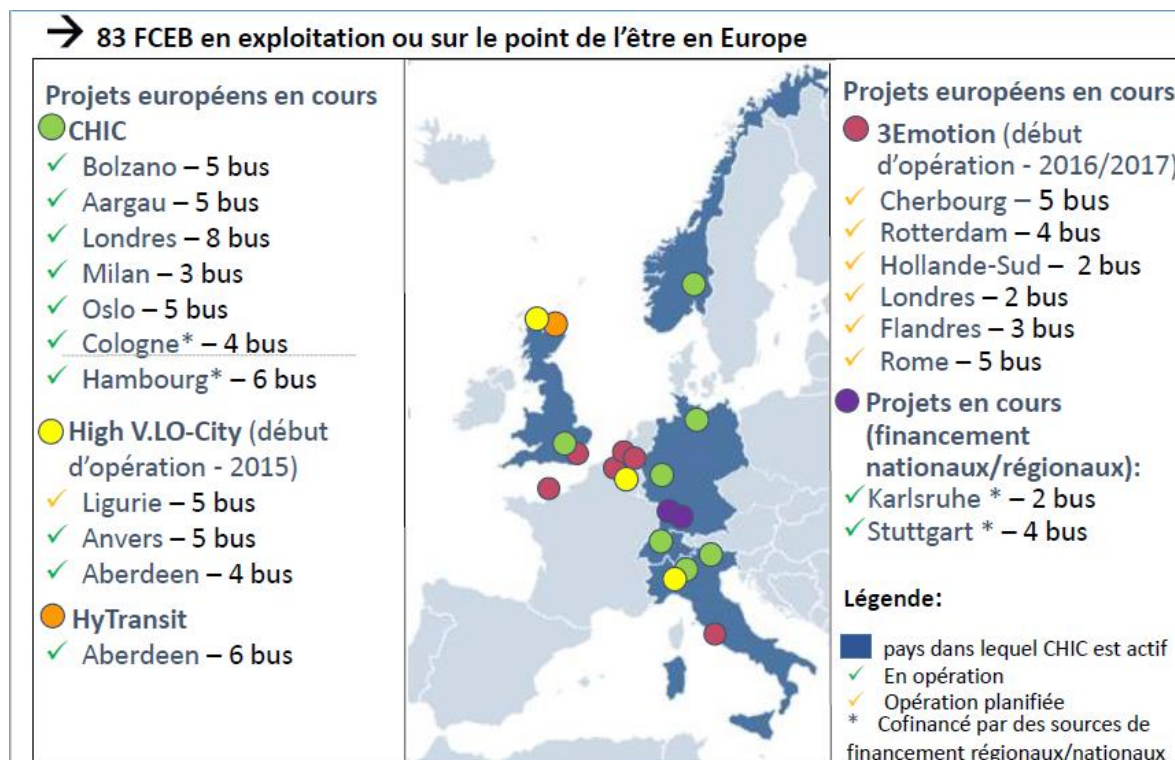 → 83 FCEB en exploitation ou sur le point de l’être en Europe
Projets européens en cours
CHIC
✓ Bolzano – 5 bus
✓ Aargau – 5 bus
✓ Londres – 8 bus
✓ Milan – 3 bus
✓ Oslo – 5 bus
✓ Cologne* – 4 bus
✓ Hambourg* – 6 bus
High V.LO-City (début
d’opération - 2015)
✓ Ligurie – 5 bus
✓ Anvers – 5 bus
✓ Aberdeen – 4 bus
HyTransit
✓ Aberdeen – 6 bus
Projets européens en cours
3Emotion (début
d’opération - 2016/2017)
✓ Cherbourg – 5 bus
✓ Rotterdam – 4 bus
✓ Hollande-Sud – 2 bus
✓ Londres – 2 bus
✓ Flandres – 3 bus
✓ Rome – 5 bus
Projets en cours
(financement
nationaux/régionaux):
✓ Karlsruhe * – 2 bus
✓ Stuttgart * – 4 bus
Légende:
pays dans lequel CHIC est actif
✓ En opération
✓ Opération planifiée
* Cofinancé par des sources de
financement régionaux/nationaux